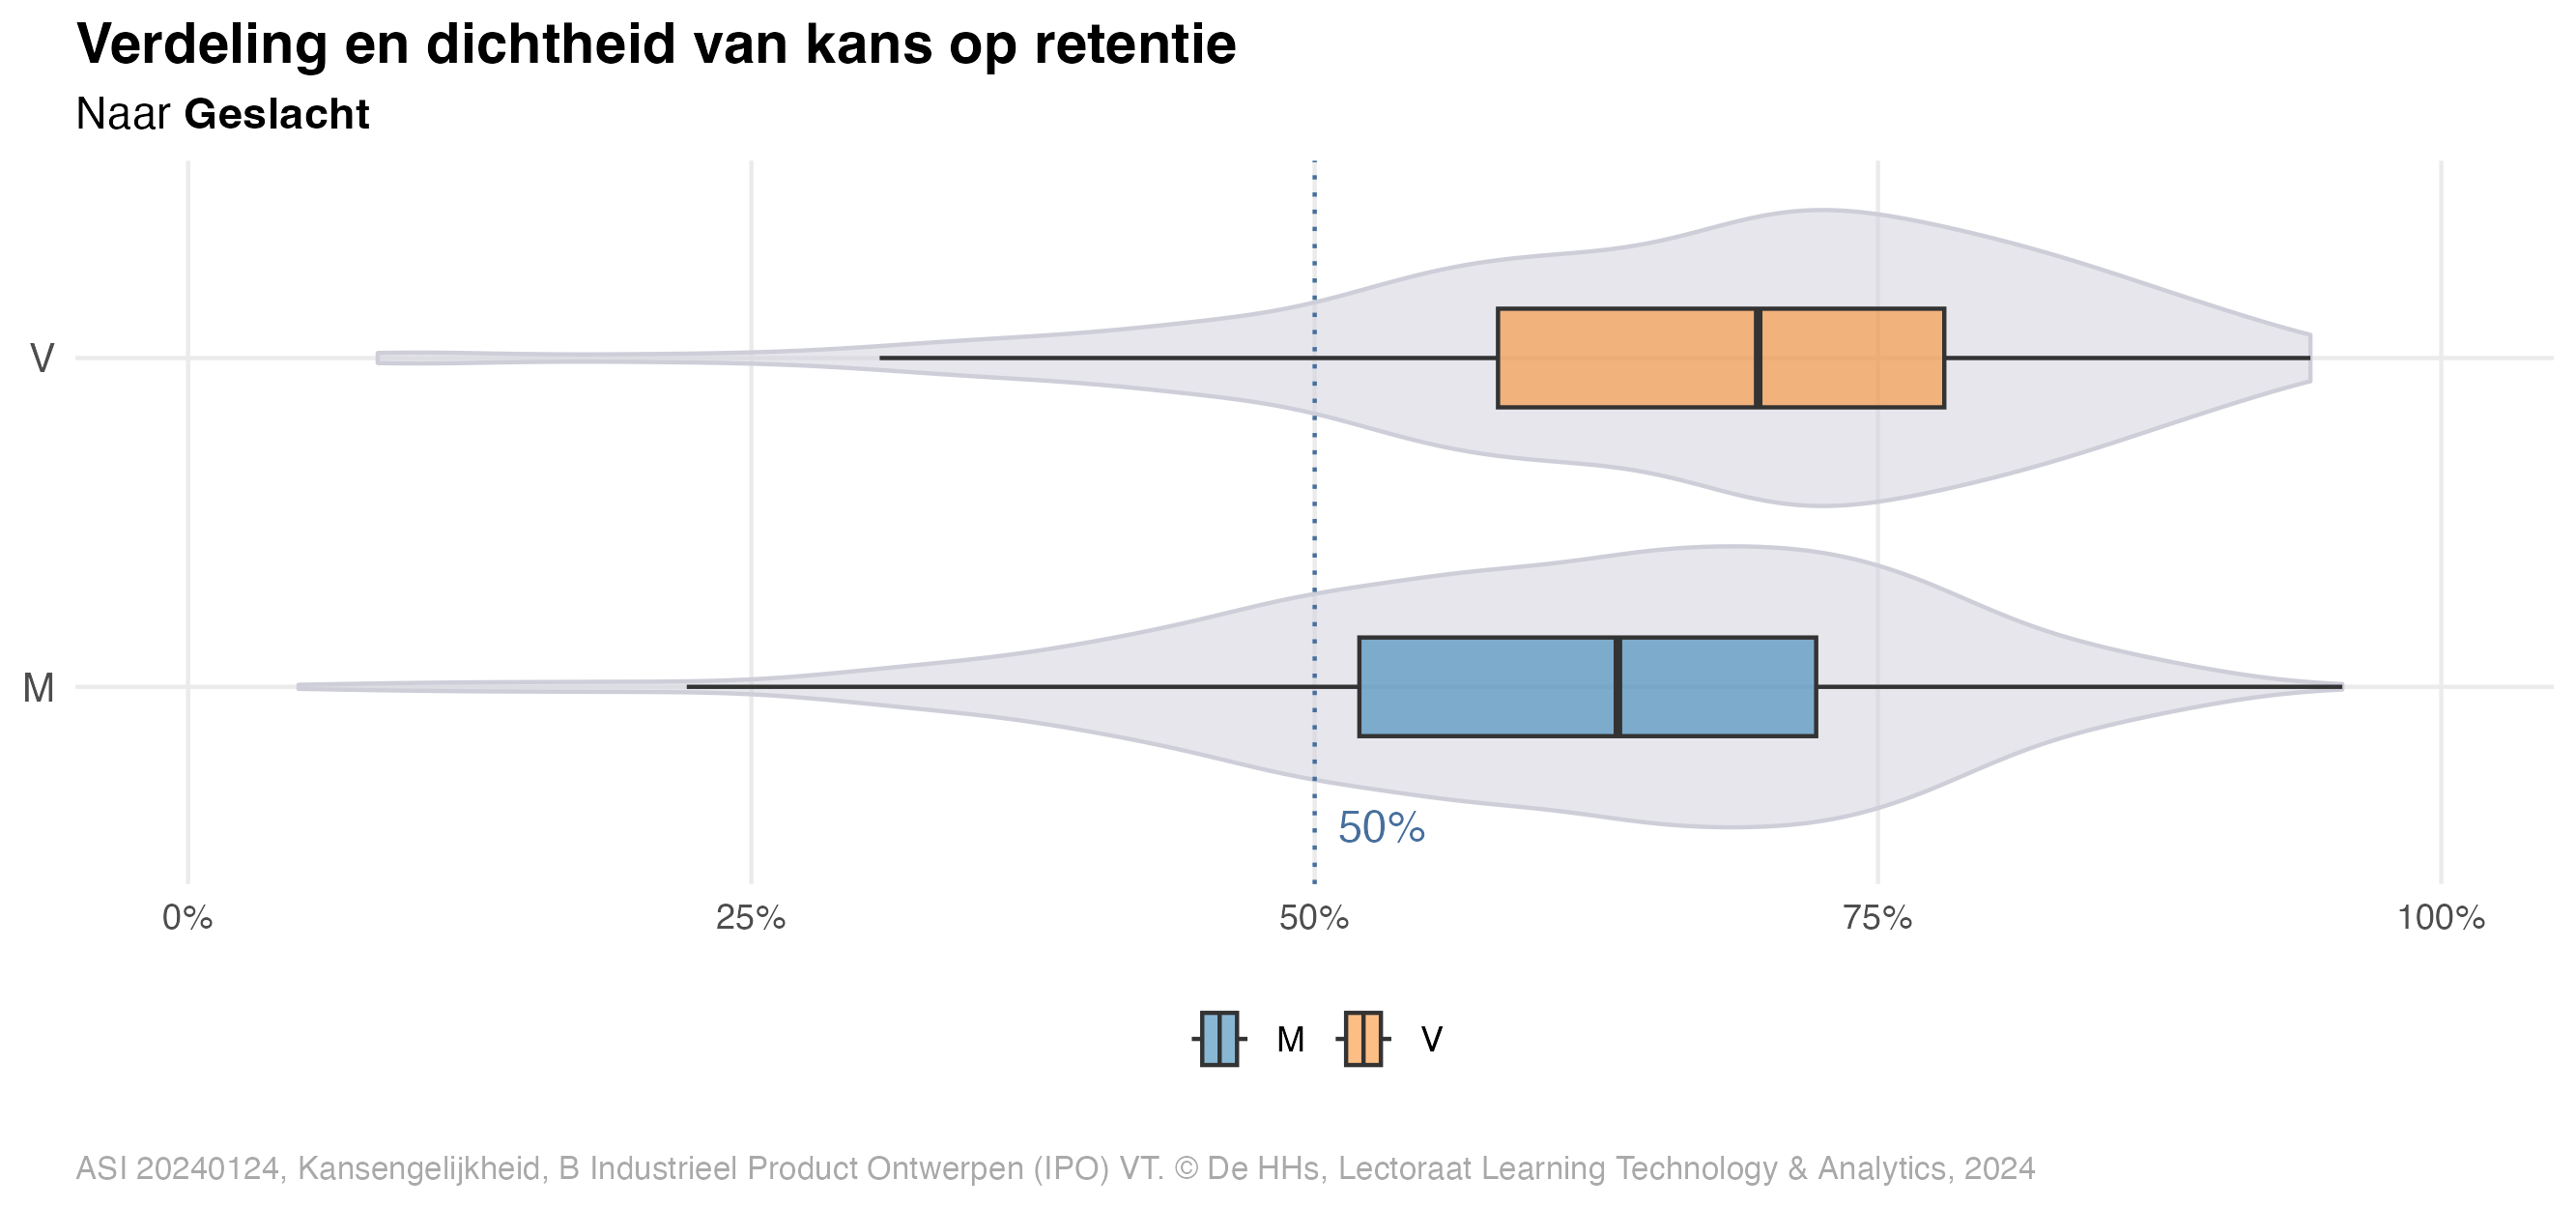 Verdeling en dichtheid van kans op retentie
Naar Geslacht
V
M
50%
0% 25% 50% 75% 100%
M V
ASI 20240124, Kansengelijkheid, B Industrieel Product Ontwerpen (IPO) VT. © De HHs, Lectoraat Learning Technology & Analytics, 2024